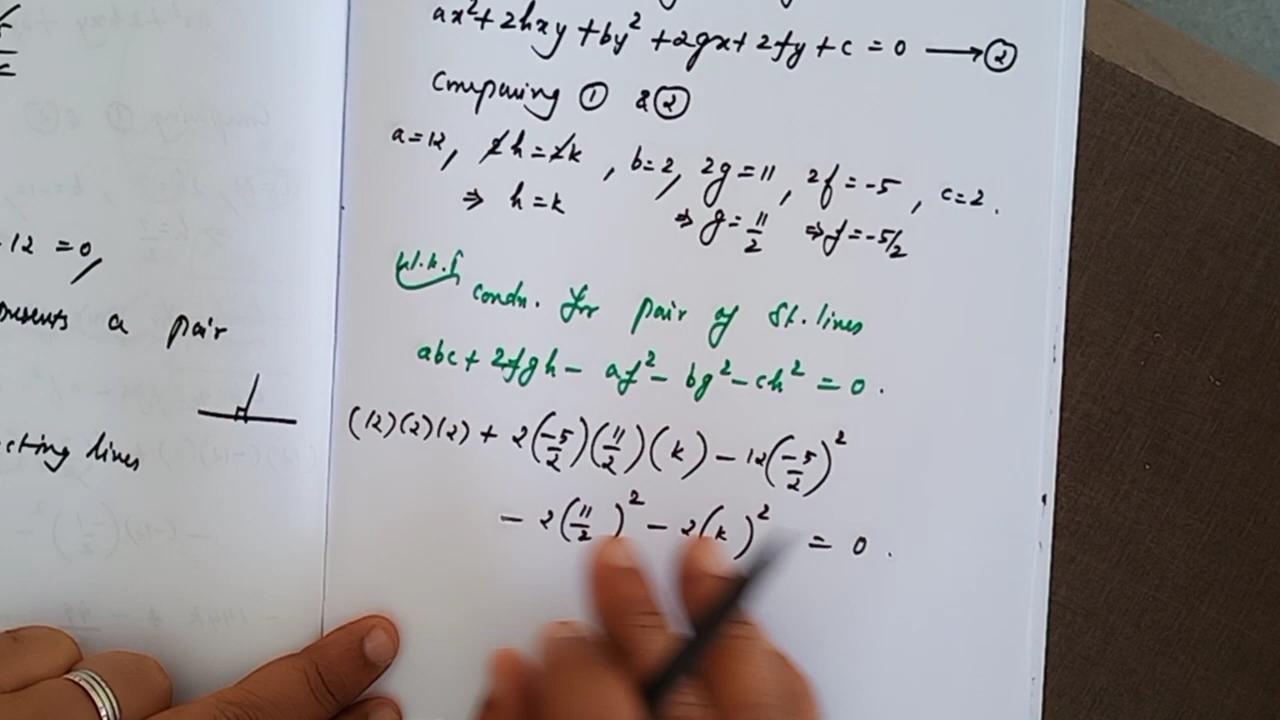 ax²+2hxy+by²+2gx+2fy+c=0 ⟶ ②
Comparing ① & ②
a=12, 2h=2k, b=2, 2g=11, 2f=-5, c=2.
⇒ h=k ⇒ g=11/2 ⇒ f=-5/2
W.k.t
condn. for pair of St. lines
abc+2fgh-af²-bg²-ch²=0.
(12)(2)(2)+2(-5/2)(11/2)(k)-12(-5/2)²
-2(11/2)²-2(k)²=0.
12=0,
a pair
lines